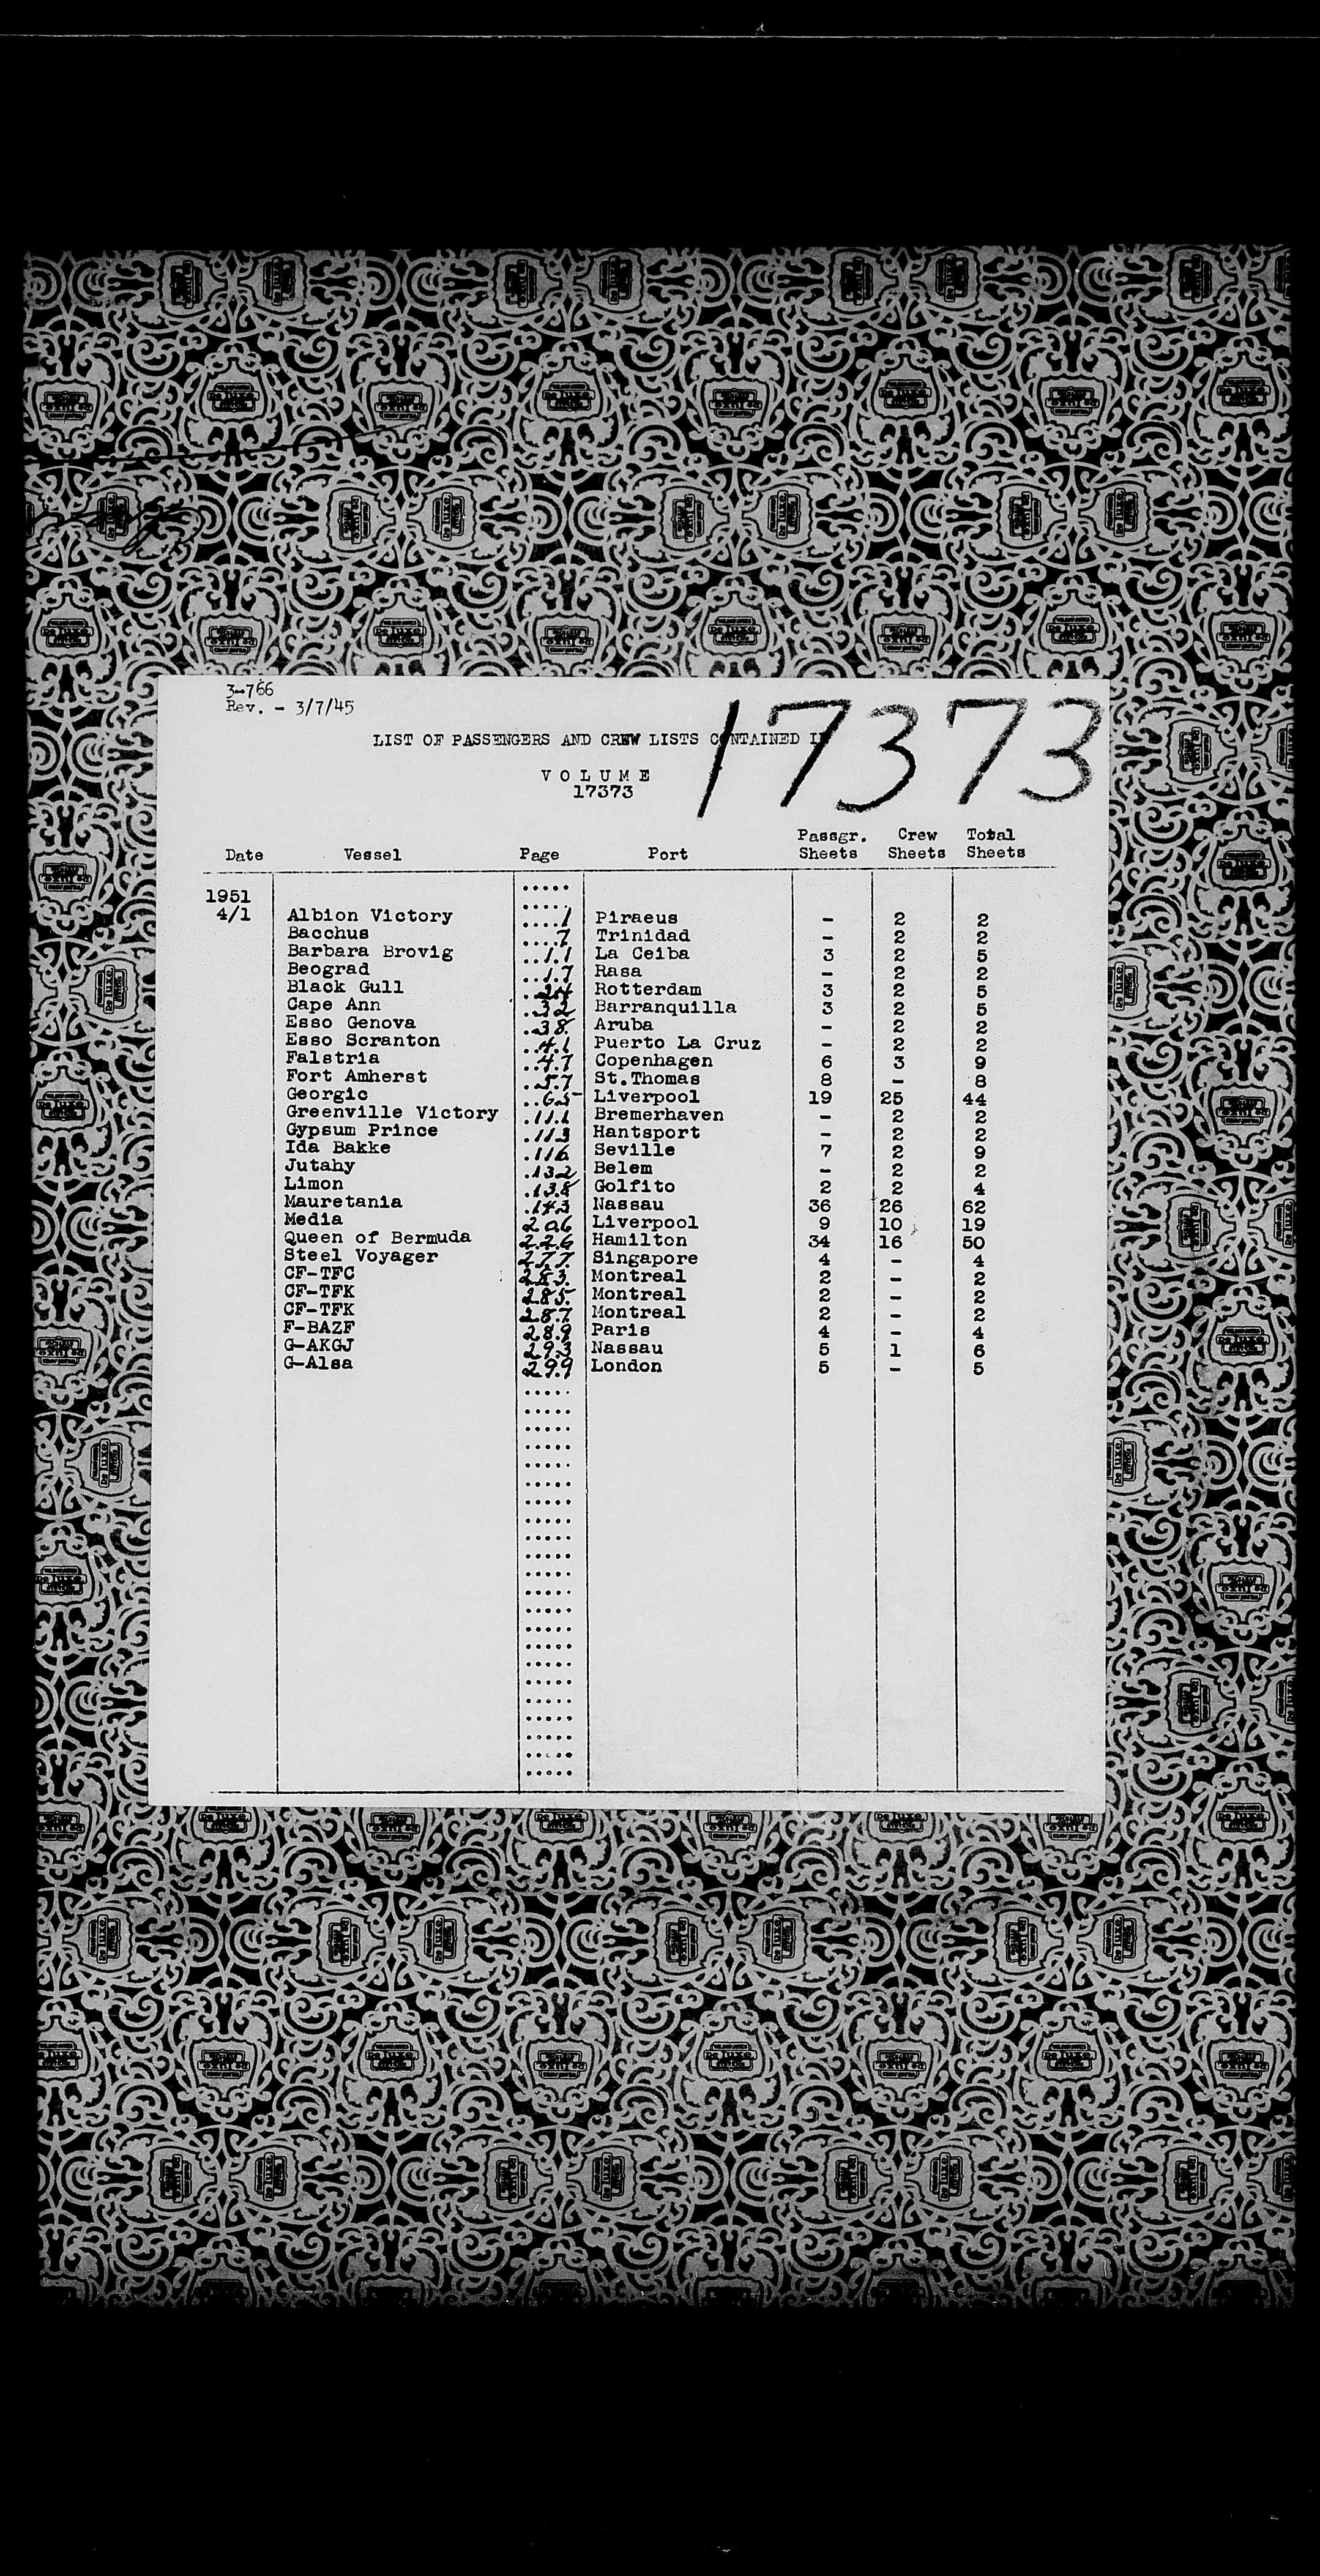 3-766
Rev. - 3/7/45
17373
LIST OF PASSENGERS AND CREW LISTS CONTAINED I
VOLUME
17373
Date Vessel Page Port Passgr. Sheets Crew Sheets Total Sheets
1951
4/1 Albion Victory 1 Piraeus - 2 2
Bacchus 7 Trinidad - 2 2
Barbara Brovig 11 La Ceiba 3 2 5
Beograd 17 Rasa - 2 2
Black Gull 24 Rotterdam 3 2 5
Cape Ann 32 Barranquilla 3 2 5
Esso Genova 38 Aruba - 2 2
Esso Scranton 41 Puerto La Cruz - 2 2
Falstria 47 Copenhagen 6 3 9
Fort Amherst 57 St.Thomas 8 - 8
Georgic 65 Liverpool 19 25 44
Greenville Victory 111 Bremerhaven - 2 2
Gypsum Prince 113 Hantsport - 2 2
Ida Bakke 116 Seville 7 2 9
Jutahy 132 Belem - 2 2
Limon 138 Golfito 2 2 4
Mauretania 143 Nassau 36 26 62
Media 206 Liverpool 9 10 19
Queen of Bermuda 226 Hamilton 34 16 50
Steel Voyager 277 Singapore 4 - 4
CF-TFC 283 Montreal 2 - 2
CF-TFK 285 Montreal 2 - 2
CF-TFK 287 Montreal 2 - 2
F-BAZF 289 Paris 4 - 4
G-AKGJ 293 Nassau 5 1 6
G-Alsa 299 London 5 - 5